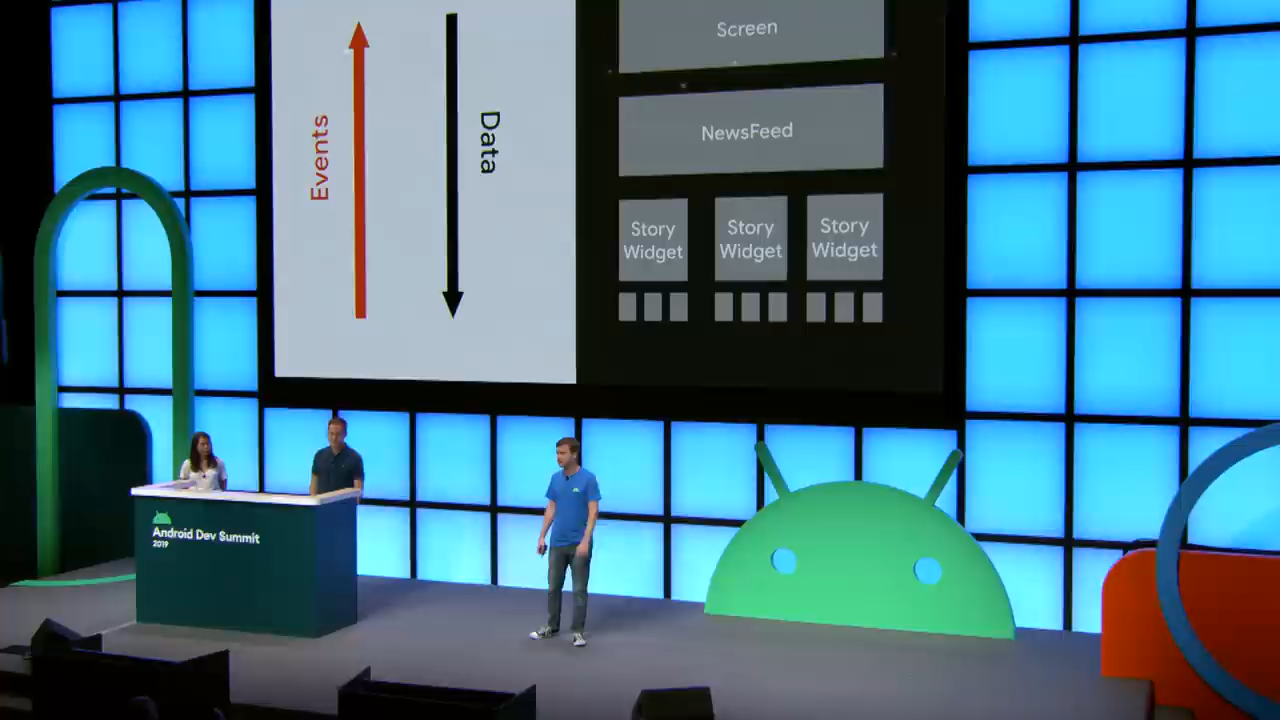 Events
Data
Screen
NewsFeed
Story
Widget
Story
Widget
Story
Widget
Android Dev Summit
2019